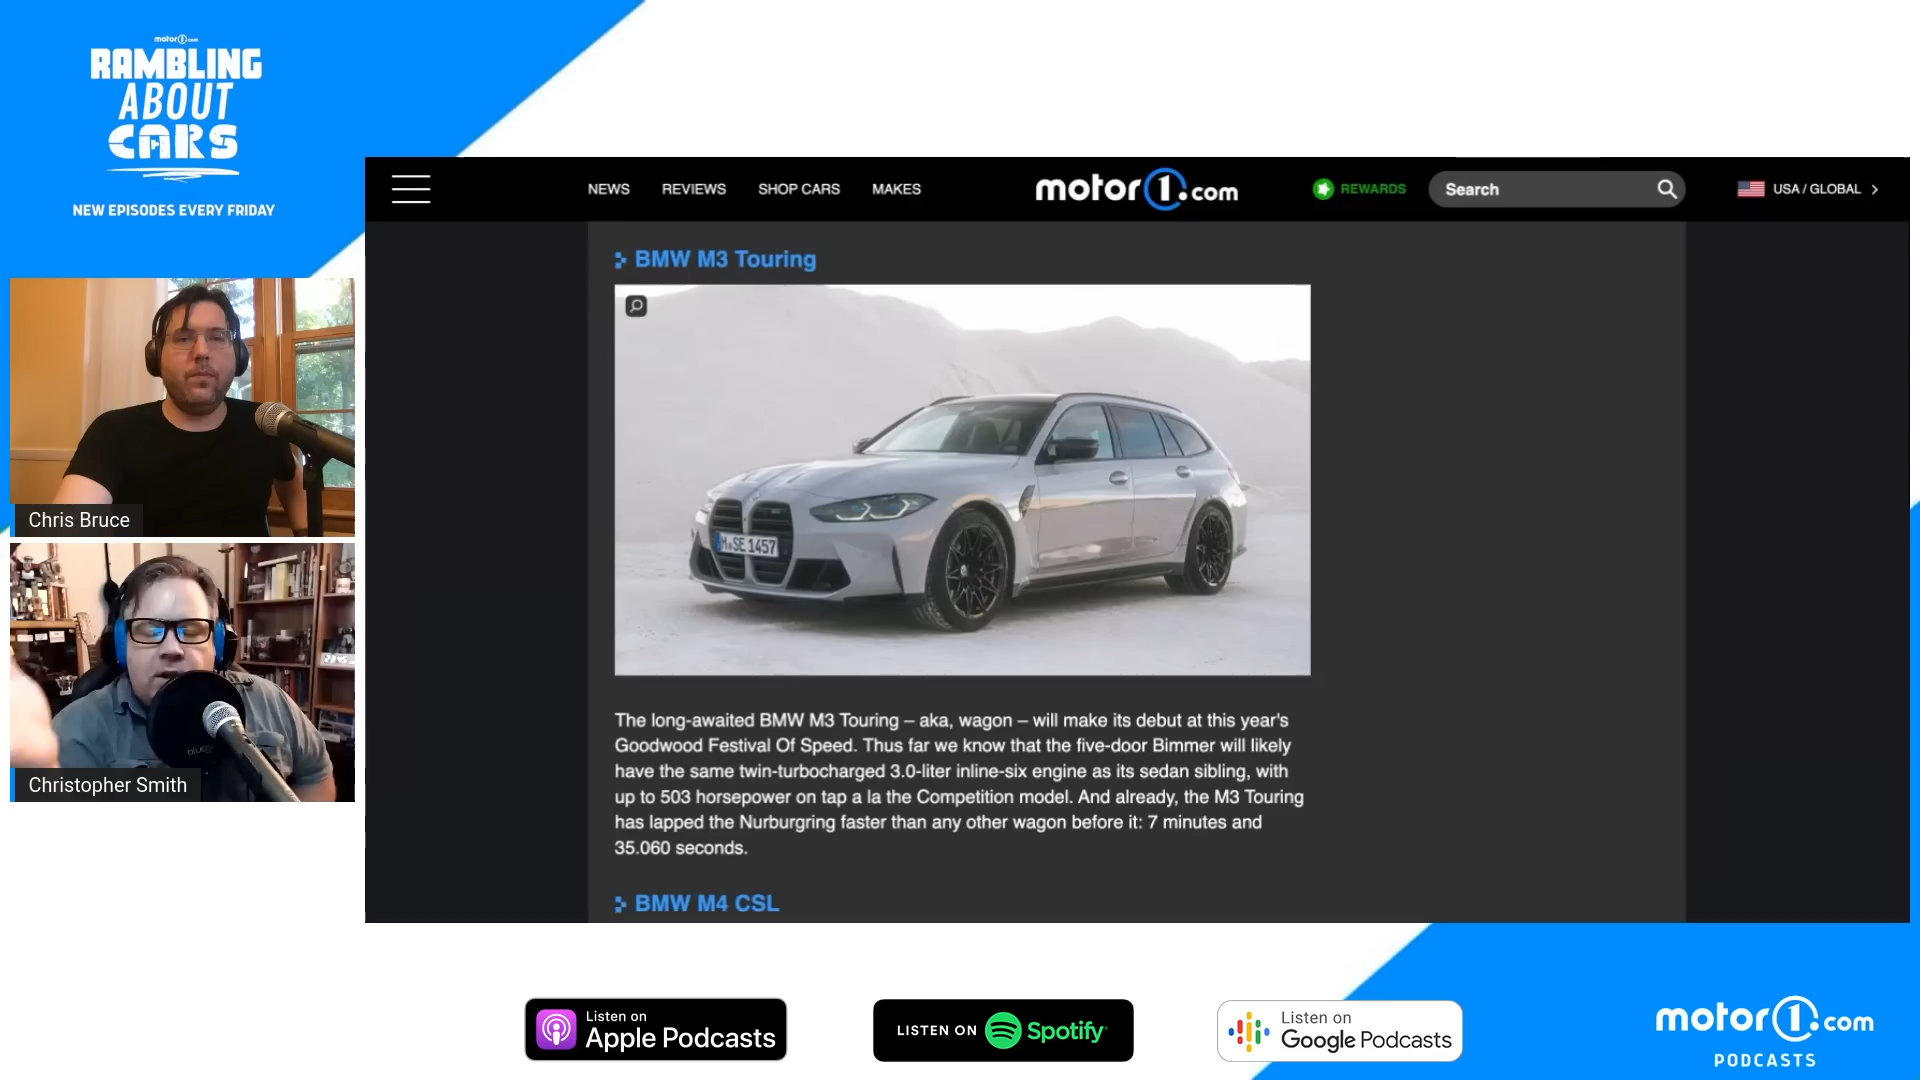 motor1.com
RAMBLING
ABOUT
CARS
NEW EPISODES EVERY FRIDAY
Chris Bruce
Christopher Smith
NEWS
REVIEWS
SHOP CARS
MAKES
motor1.com
REWARDS
Search
USA / GLOBAL
BMW M3 Touring
M SE 1457
The long-awaited BMW M3 Touring – aka, wagon – will make its debut at this year's
Goodwood Festival Of Speed. Thus far we know that the five-door Bimmer will likely
have the same twin-turbocharged 3.0-liter inline-six engine as its sedan sibling, with
up to 503 horsepower on tap a la the Competition model. And already, the M3 Touring
has lapped the Nurburgring faster than any other wagon before it: 7 minutes and
35.060 seconds.
BMW M4 CSL
Listen on
Apple Podcasts
LISTEN ON Spotify
Listen on
Google Podcasts
motor1.com
PODCASTS